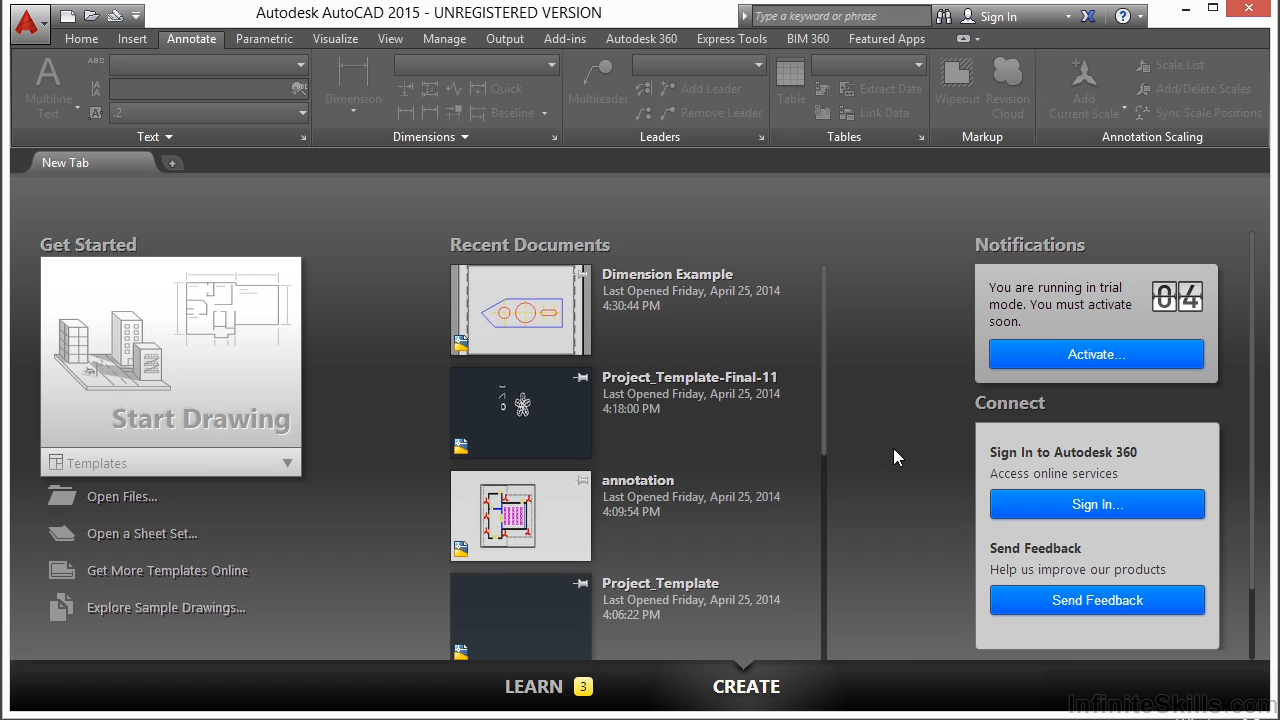 Autodesk AutoCAD 2015 - UNREGISTERED VERSION
Type a keyword or phrase
Sign In
Home Insert Annotate Parametric Visualize View Manage Output Add-ins Autodesk 360 Express Tools BIM 360 Featured Apps
A
Multiline
Text
ABC
A
.2
Text
Dimension
Quick
Baseline
Dimensions
Multileader
Add Leader
Remove Leader
Leaders
Table
Extract Data
Link Data
Tables
Wipeout
Revision
Cloud
Markup
Add
Current Scale
Scale List
Add/Delete Scales
Sync Scale Positions
Annotation Scaling
New Tab
Get Started
Start Drawing
Templates
Open Files...
Open a Sheet Set...
Get More Templates Online
Explore Sample Drawings...
Recent Documents
Dimension Example
Last Opened Friday, April 25, 2014
4:30:44 PM
Project_Template-Final-11
Last Opened Friday, April 25, 2014
4:18:00 PM
annotation
Last Opened Friday, April 25, 2014
4:09:54 PM
Project_Template
Last Opened Friday, April 25, 2014
4:06:22 PM
Notifications
You are running in trial
mode. You must activate
soon.
04
Activate...
Connect
Sign In to Autodesk 360
Access online services
Sign In...
Send Feedback
Help us improve our products
Send Feedback
LEARN 3
CREATE
InfiniteSkills.com